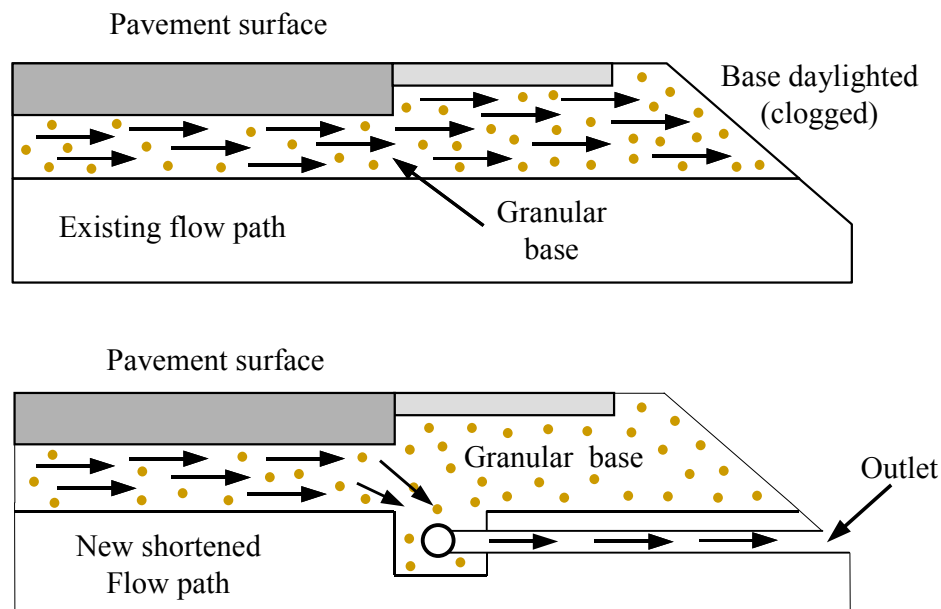 Pavement surface
Base daylighted
(clogged)
Granular
base
Existing flow path
Pavement surface
Granular base
Outlet
New shortened
Flow path